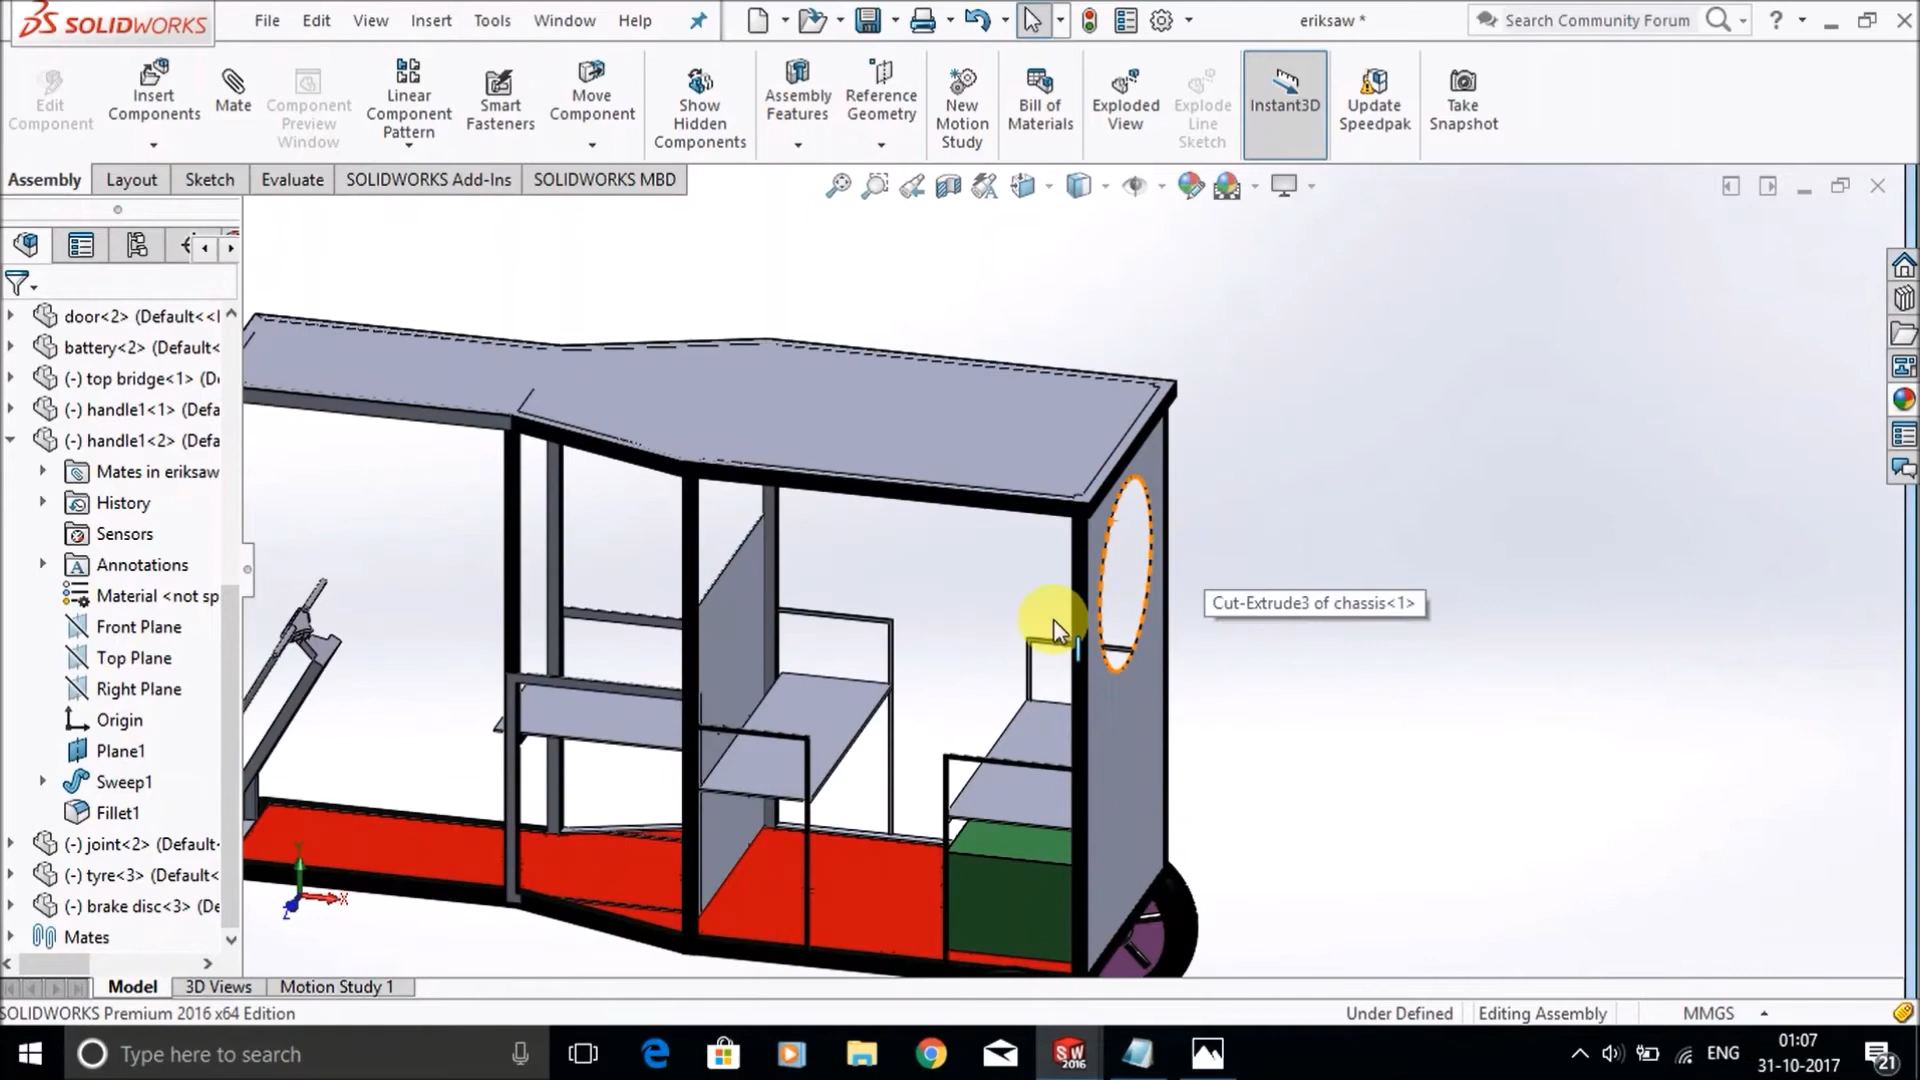 SOLIDWORKS
File
Edit
View
Insert
Tools
Window
Help
eriksaw *
Search Community Forum
Edit
Component
Insert
Components
Mate
Component
Preview
Window
Linear
Component
Pattern
Smart
Fasteners
Move
Component
Show
Hidden
Components
Assembly
Features
Reference
Geometry
New
Motion
Study
Bill of
Materials
Exploded
View
Explode
Line
Sketch
Instant3D
Update
Speedpak
Take
Snapshot
Assembly
Layout
Sketch
Evaluate
SOLIDWORKS Add-Ins
SOLIDWORKS MBD
door<2> (Default<<
battery<2> (Default<
(-) top bridge<1> (D
(-) handle1<1> (Defa
(-) handle1<2> (Defa
Mates in eriksaw
History
Sensors
Annotations
Material <not sp
Front Plane
Top Plane
Right Plane
Origin
Plane1
Sweep1
Fillet1
(-) joint<2> (Default
(-) tyre<3> (Default<
(-) brake disc<3> (De
Mates
Cut-Extrude3 of chassis<1>
Y
X
Z
Model
3D Views
Motion Study 1
SOLIDWORKS Premium 2016 x64 Edition
Under Defined
Editing Assembly
MMGS
Type here to search
SW
2016
ENG
01:07
31-10-2017
21